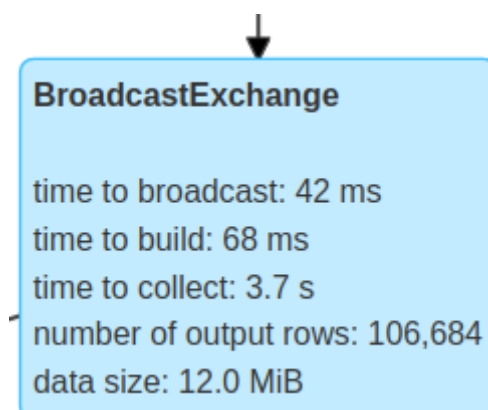 BroadcastExchange
time to broadcast: 42 ms
time to build: 68 ms
time to collect: 3.7 s
number of output rows: 106,684
data size: 12.0 MiB